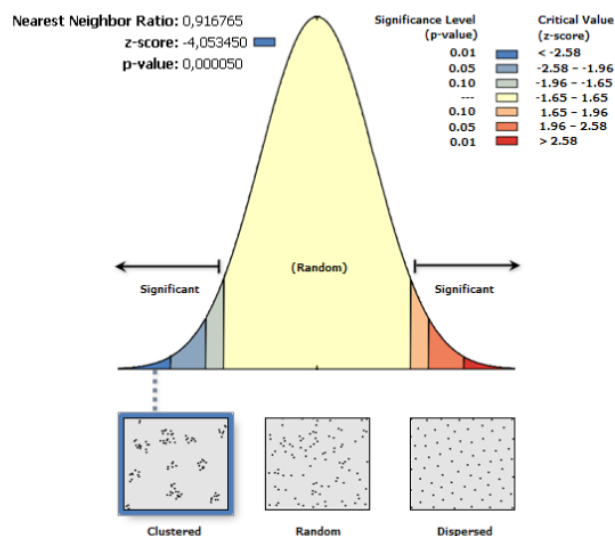 Nearest Neighbor Ratio: 0,916765
z-score: -4,053450
p-value: 0,000050
Significance Level
(p-value)
Critical Value
(z-score)
0.01 < -2.58
0.05 -2.58 – -1.96
0.10 -1.96 – -1.65
--- -1.65 – 1.65
0.10 1.65 – 1.96
0.05 1.96 – 2.58
0.01 > 2.58
(Random)
Significant
Significant
Clustered
Random
Dispersed